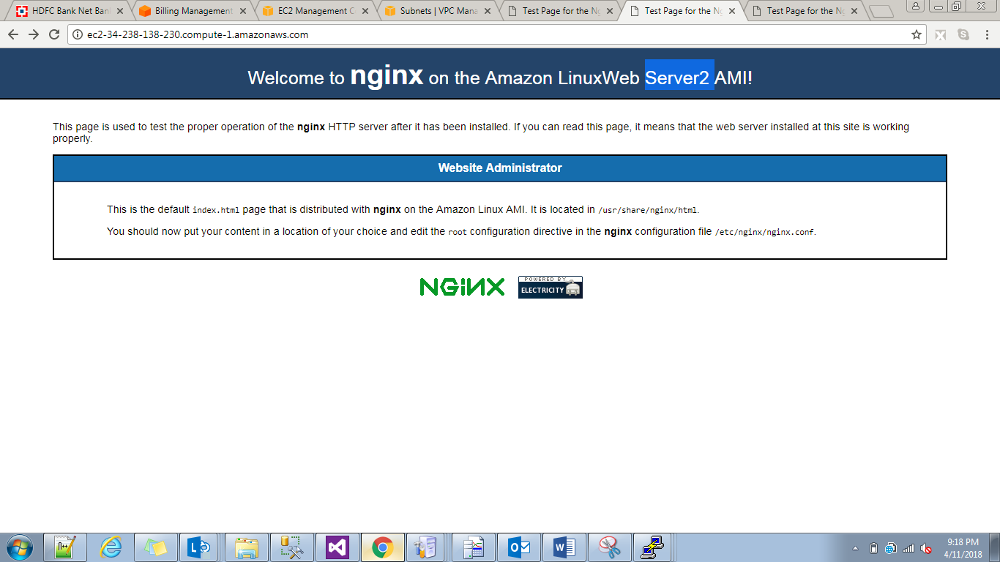 HDFC Bank Net Ban
Billing Management
EC2 Management C
Subnets | VPC Mana
Test Page for the Ng
Test Page for the Ng
Test Page for the Ng
ec2-34-238-138-230.compute-1.amazonaws.com
Welcome to nginx on the Amazon LinuxWeb Server2 AMI!
This page is used to test the proper operation of the nginx HTTP server after it has been installed. If you can read this page, it means that the web server installed at this site is working
properly.
Website Administrator
This is the default index.html page that is distributed with nginx on the Amazon Linux AMI. It is located in /usr/share/nginx/html.
You should now put your content in a location of your choice and edit the root configuration directive in the nginx configuration file /etc/nginx/nginx.conf.
NGINX
POWERED BY
ELECTRICITY
9:18 PM
4/11/2018